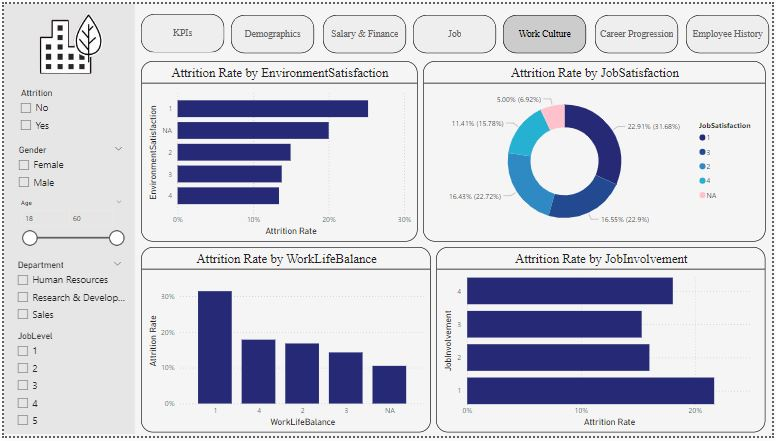 KPIs
Demographics
Salary & Finance
Job
Work Culture
Career Progression
Employee History
Attrition
No
Yes
Gender
Female
Male
Age
18 60
Department
Human Resources
Research & Develop...
Sales
JobLevel
1
2
3
4
5
Attrition Rate by EnvironmentSatisfaction
EnvironmentSatisfaction
1
NA
2
3
4
0% 10% 20% 30%
Attrition Rate
Attrition Rate by JobSatisfaction
5.00% (6.92%)
11.41% (15.78%)
22.91% (31.68%)
16.43% (22.72%)
16.55% (22.9%)
JobSatisfaction
1
3
2
4
NA
Attrition Rate by WorkLifeBalance
Attrition Rate
30%
20%
10%
0%
1 4 2 3 NA
WorkLifeBalance
Attrition Rate by JobInvolvement
JobInvolvement
4
3
2
1
0% 10% 20%
Attrition Rate